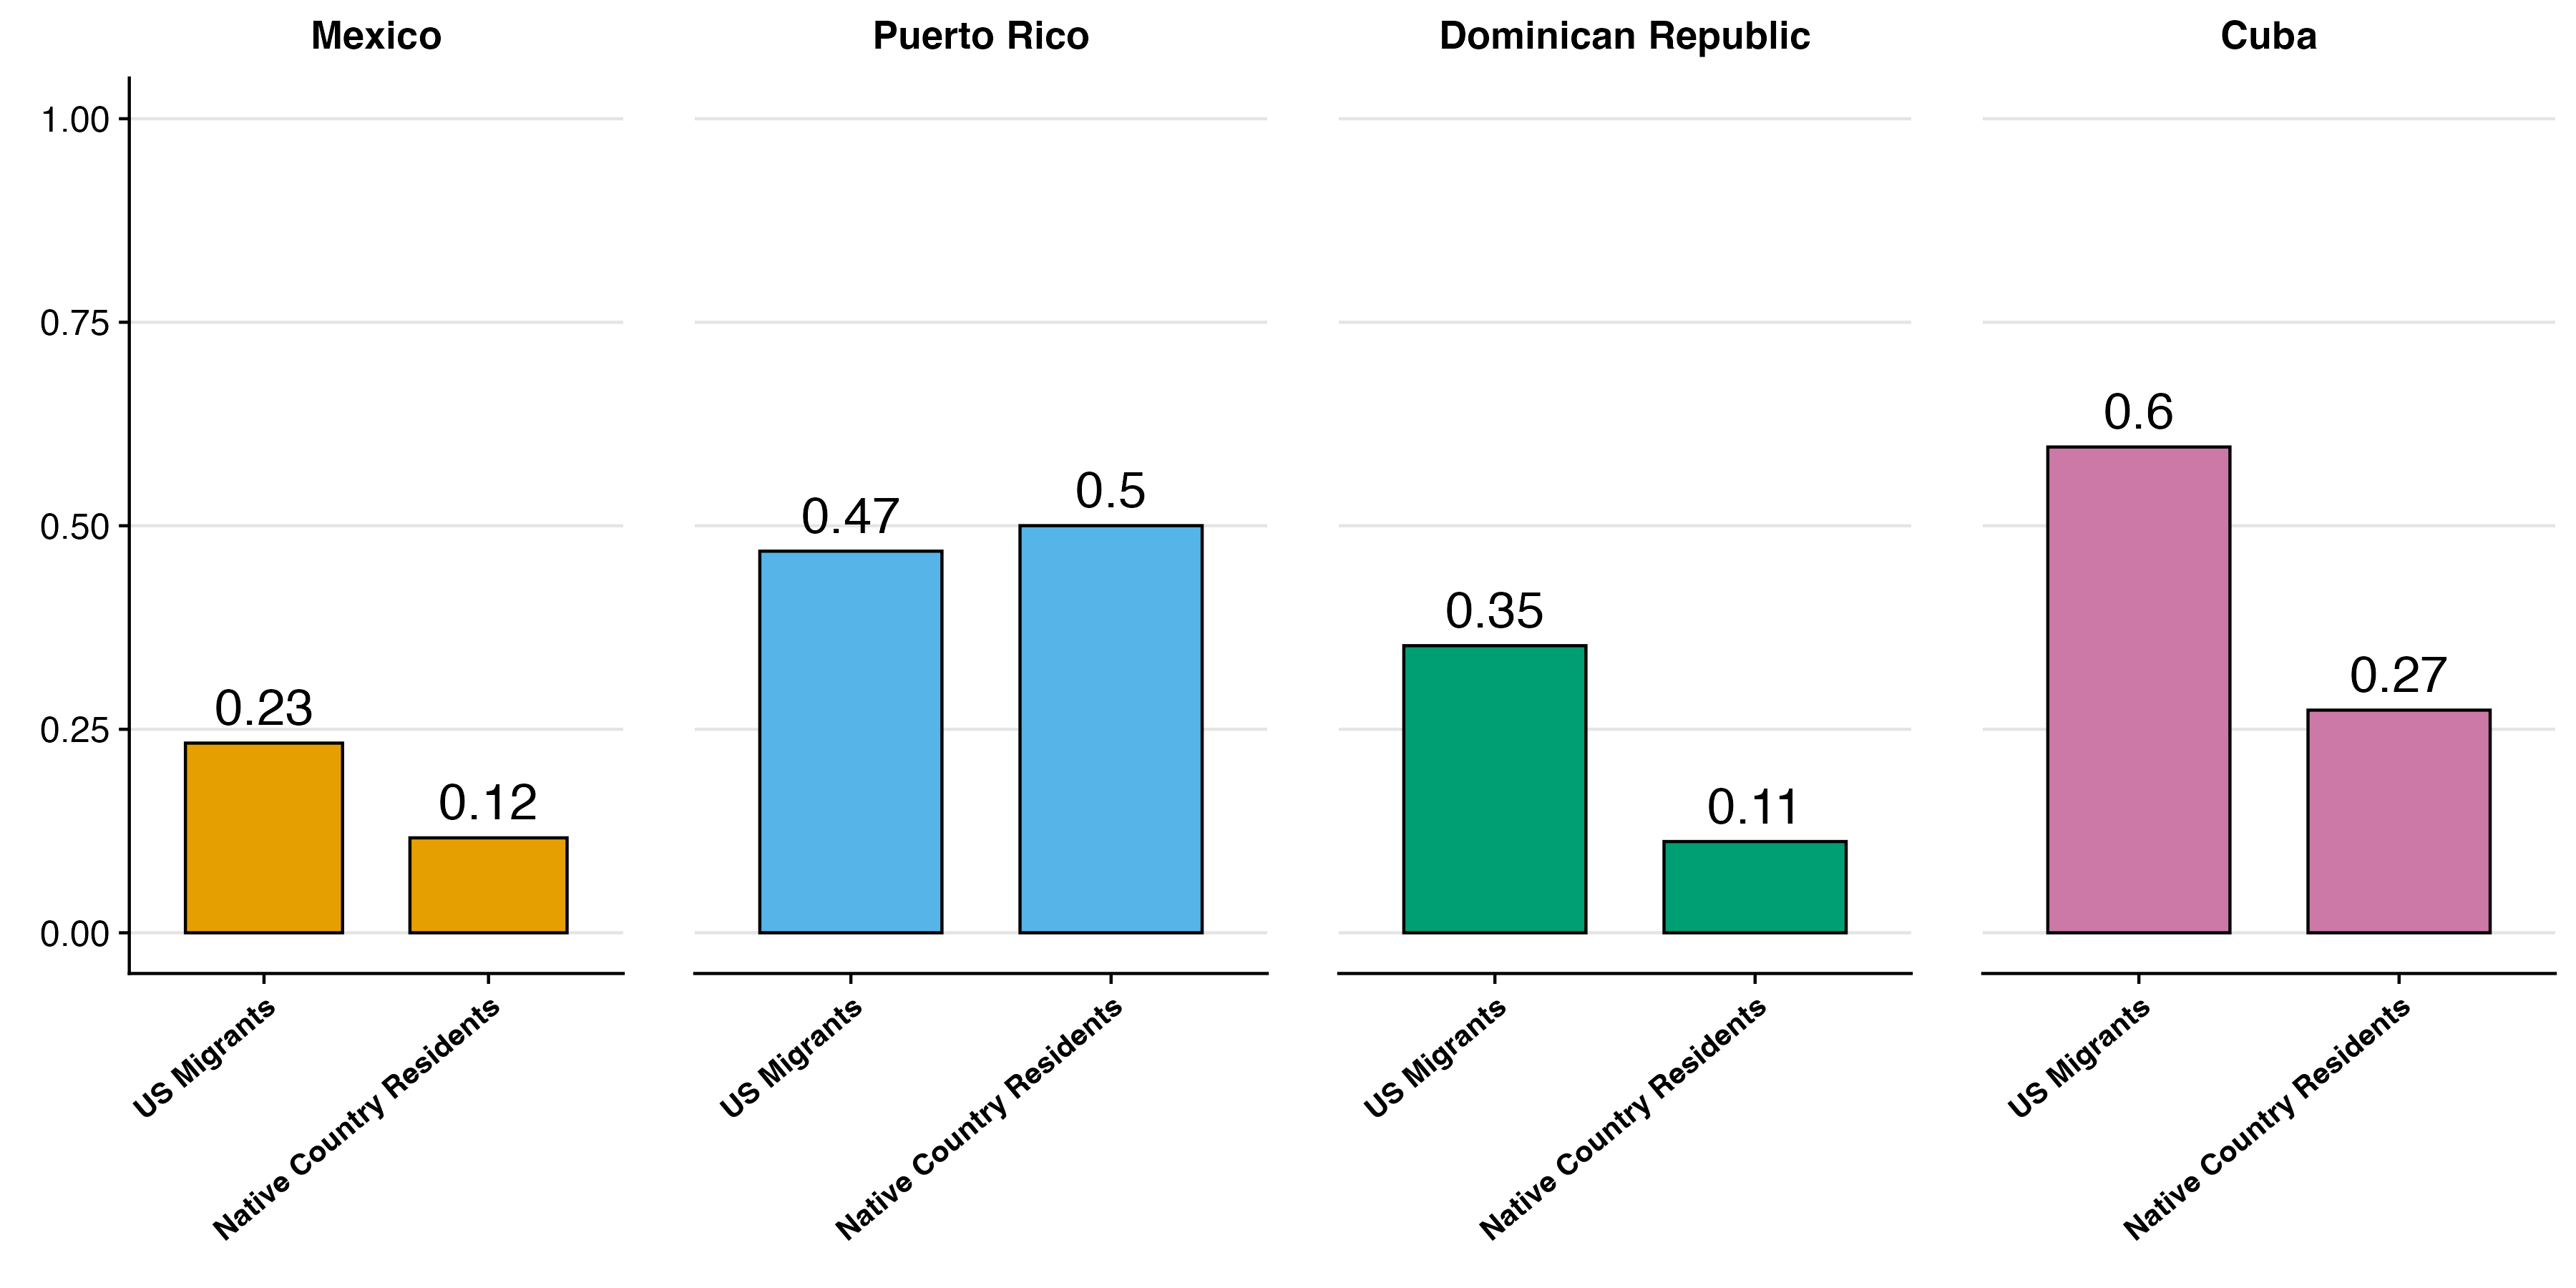 Mexico
Puerto Rico
Dominican Republic
Cuba
1.00
0.75
0.50
0.25
0.00
0.23
0.12
0.47
0.5
0.35
0.11
0.6
0.27
US Migrants
Native Country Residents
US Migrants
Native Country Residents
US Migrants
Native Country Residents
US Migrants
Native Country Residents